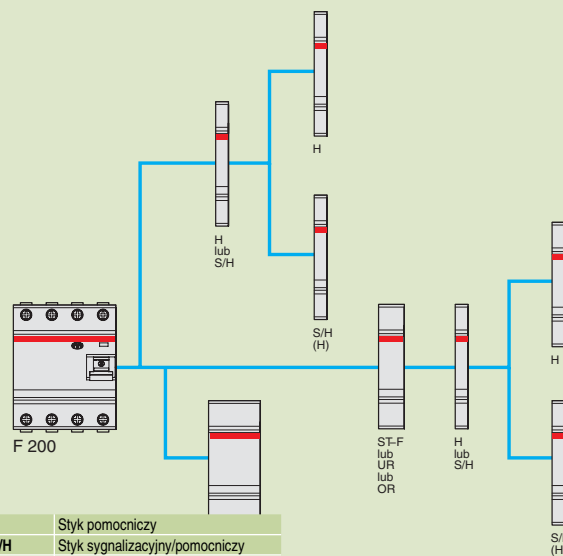 H
H
lub
S/H
S/H
(H)
H
F 200
ST-F
lub
UR
lub
OR
H
lub
S/H
Styk pomocniczy
/H Styk sygnalizacyjny/pomocniczy
(H)